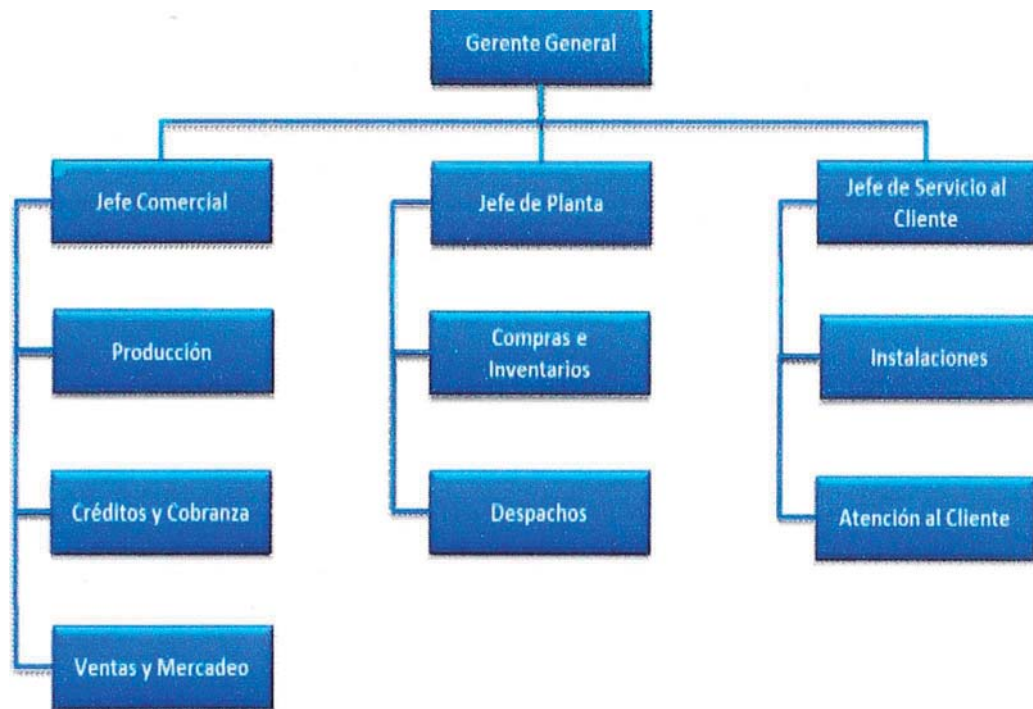 Gerente General
Jefe Comercial
Jefe de Planta
Jefe de Servicio al
Cliente
Producción
Compras e
Inventarios
Instalaciones
Créditos y Cobranza
Despachos
Atención al Cliente
Ventas y Mercadeo